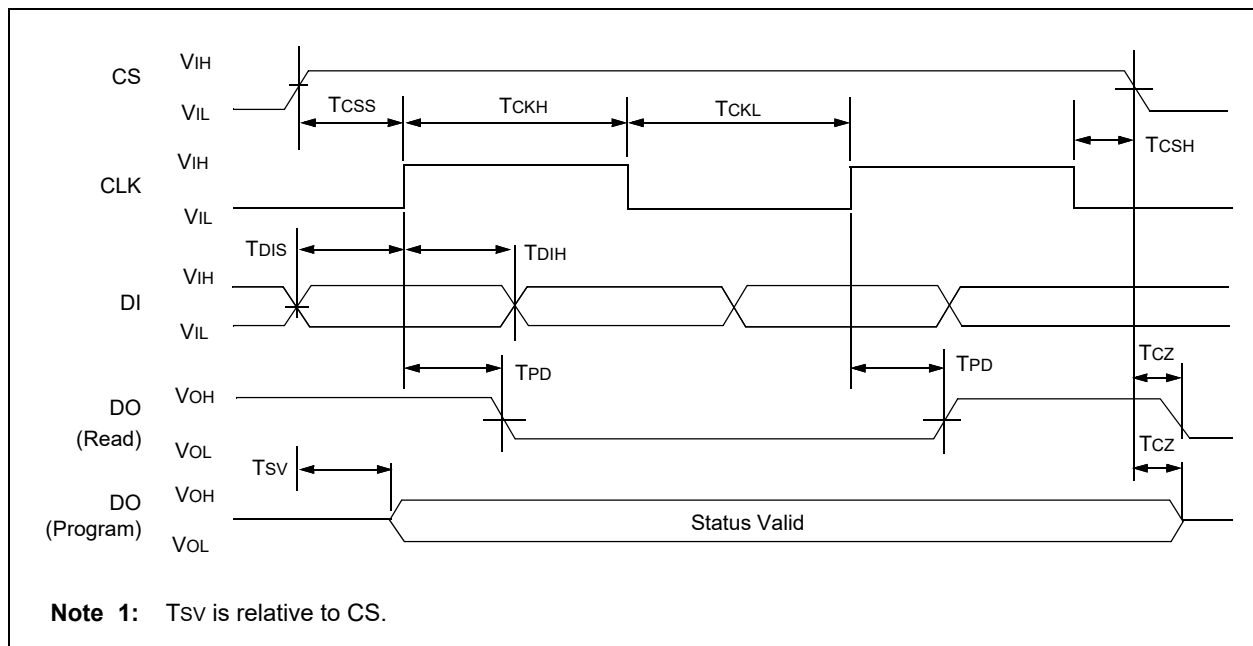 CS VIH
VIL
TCSS TCKH TCKL
TCSH
CLK VIH
VIL
TDIS TDIH
DI VIH
VIL
TPD TPD TCZ
DO (Read) VOH
VOL
TSV TCZ
DO (Program) VOH
Status Valid
VOL
Note 1: TSV is relative to CS.